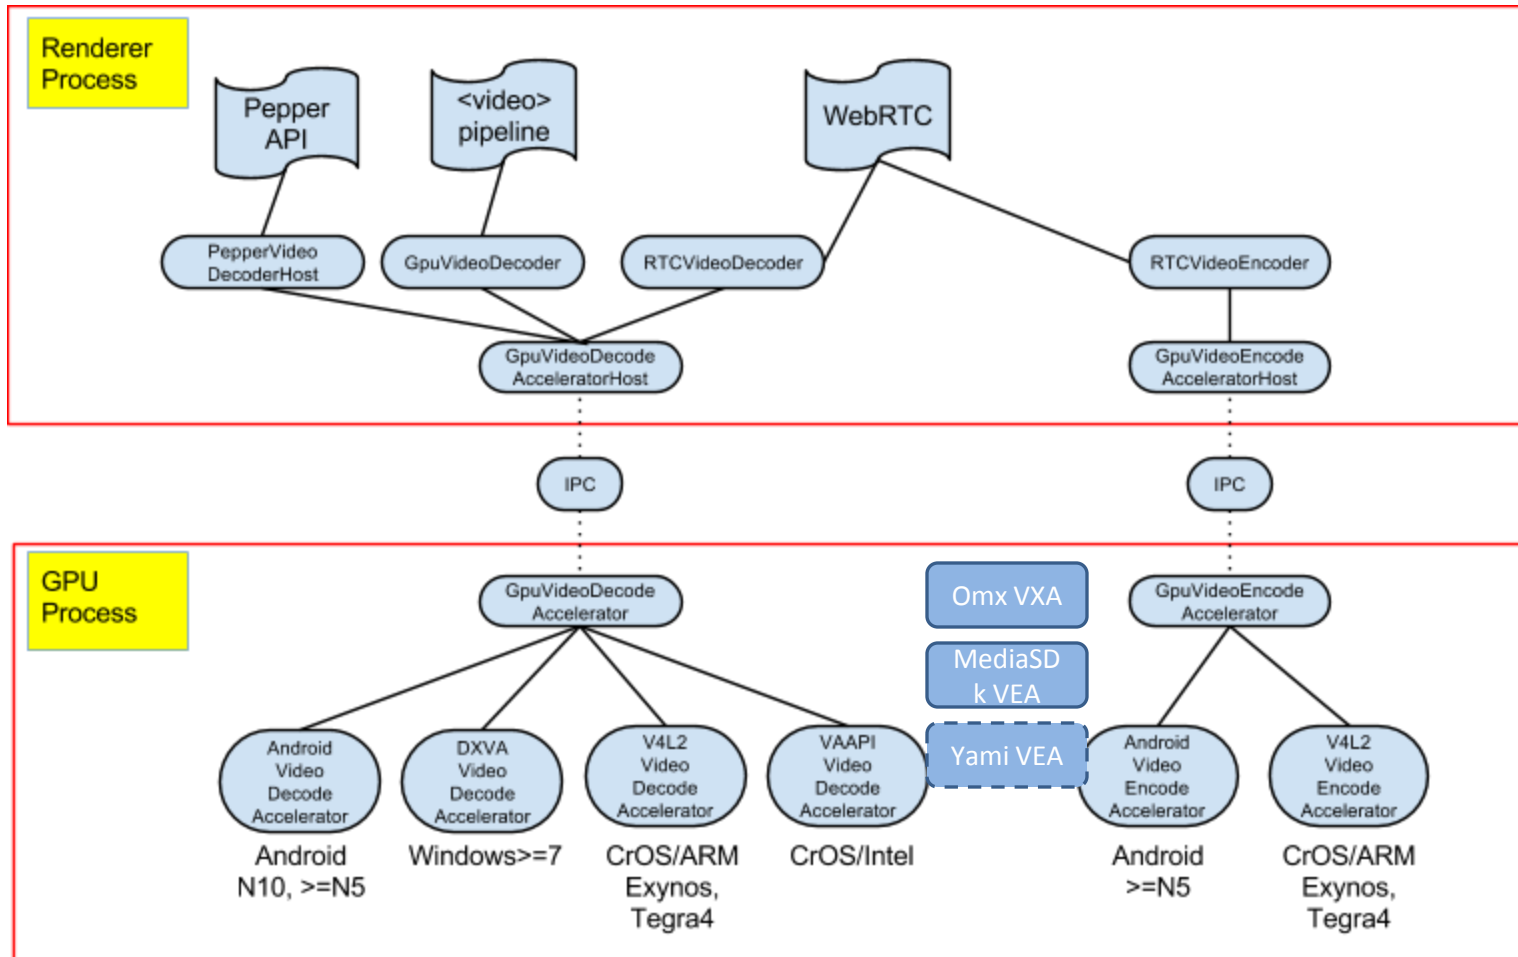 Renderer
Process
Pepper
API
<video>
pipeline
WebRTC
PepperVideo
DecoderHost
GpuVideoDecoder
RTCVideoDecoder
RTCVideoEncoder
GpuVideoDecode
AcceleratorHost
GpuVideoEncode
AcceleratorHost
IPC
IPC
GPU
Process
GpuVideoDecode
Accelerator
Omx VXA
GpuVideoEncode
Accelerator
MediaSD
k VEA
Android
Video
Decode
Accelerator
DXVA
Video
Decode
Accelerator
V4L2
Video
Decode
Accelerator
VAAPI
Video
Decode
Accelerator
Yami VEA
Android
Video
Encode
Accelerator
V4L2
Video
Encode
Accelerator
Android
N10, >=N5
Windows>=7
CrOS/ARM
Exynos,
Tegra4
CrOS/Intel
Android
>=N5
CrOS/ARM
Exynos,
Tegra4